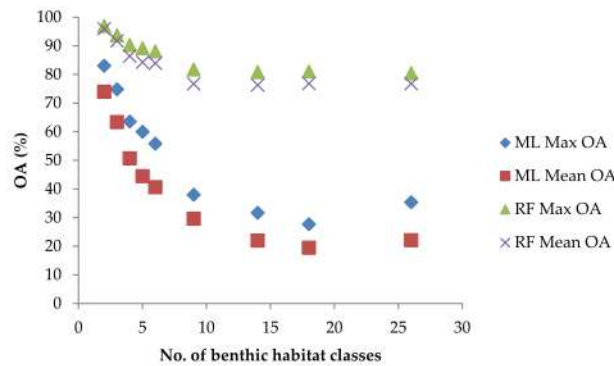 100
90
80
70
60
50
40
30
20
10
0
OA (%)
0 5 10 15 20 25 30
No. of benthic habitat classes
ML Max OA
ML Mean OA
RF Max OA
RF Mean OA